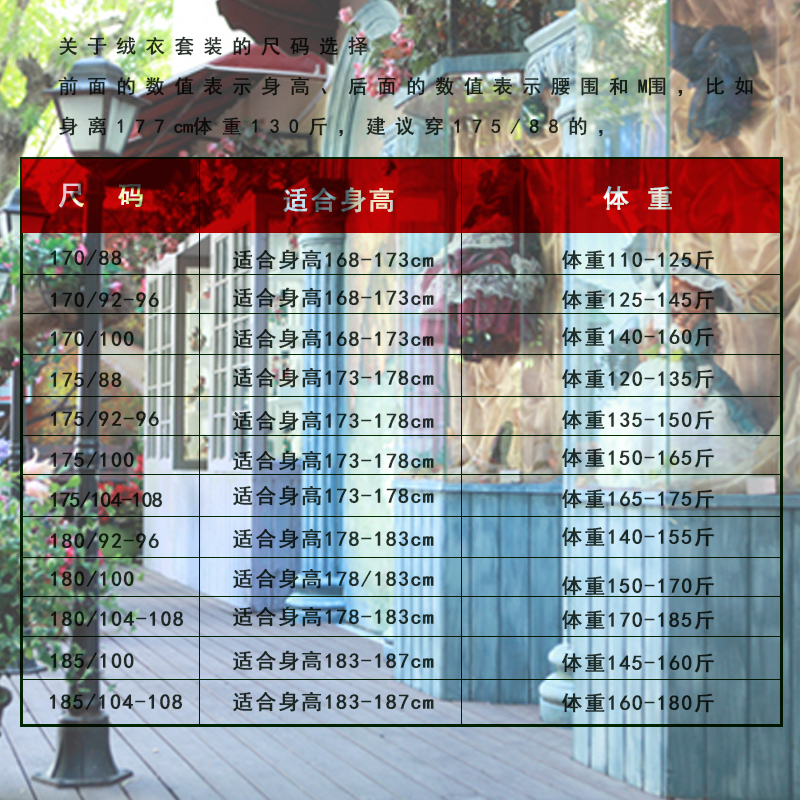 关于绒衣套装的尺码选择
前面的数值表示身高、后面的数值表示腰围和M围，比如
身离177cm体重130斤，建议穿175/88的，
尺 码 适合身高 体 重
170/88 适合身高168-173cm 体重110-125斤
170/92-96 适合身高168-173cm 体重125-145斤
170/100 适合身高168-173cm 体重140-160斤
175/88 适合身高173-178cm 体重120-135斤
175/92-96 适合身高173-178cm 体重135-150斤
175/100 适合身高173-178cm 体重150-165斤
175/104-108 适合身高173-178cm 体重165-175斤
180/92-96 适合身高178-183cm 体重140-155斤
180/100 适合身高178/183cm 体重150-170斤
180/104-108 适合身高178-183cm 体重170-185斤
185/100 适合身高183-187cm 体重145-160斤
185/104-108 适合身高183-187cm 体重160-180斤